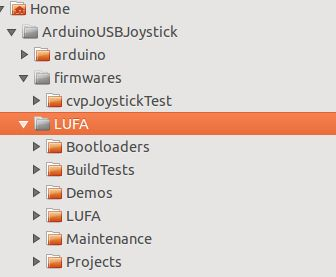 Home
ArduinoUSBJoystick
arduino
firmwares
cvpJoystickTest
LUFA
Bootloaders
BuildTests
Demos
LUFA
Maintenance
Projects